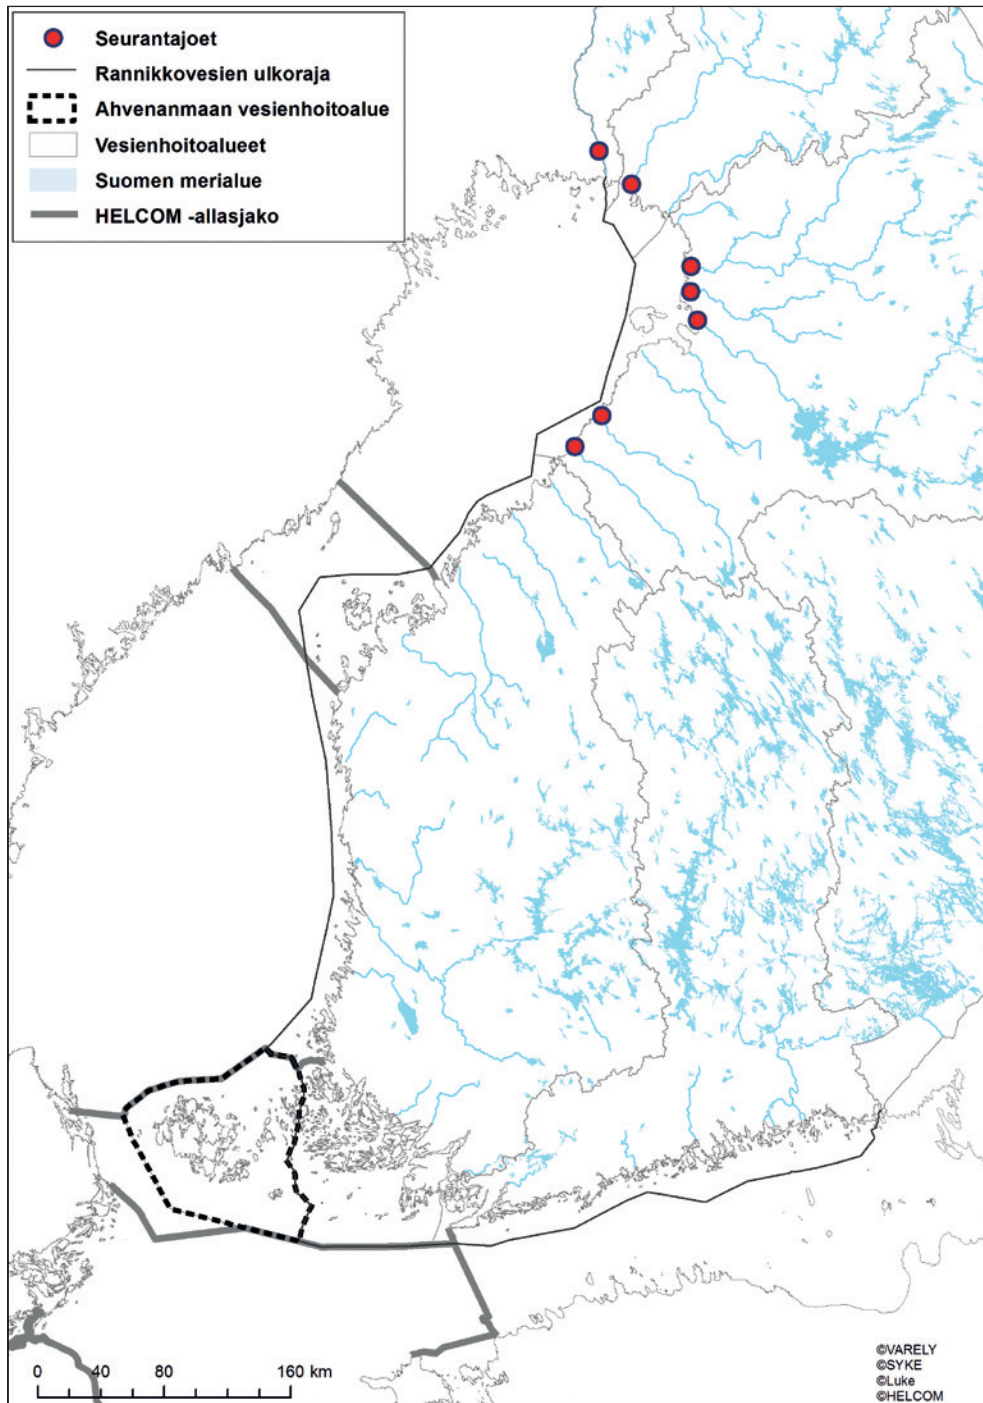 Seurantajoet
Rannikkovesien ulkoraja
Ahvenanmaan vesienhoitoalue
Vesienhoitoalueet
Suomen merialue
HELCOM -allasjako
0 40 80 160 km
©VARELY
©SYKE
©Luke
©HELCOM